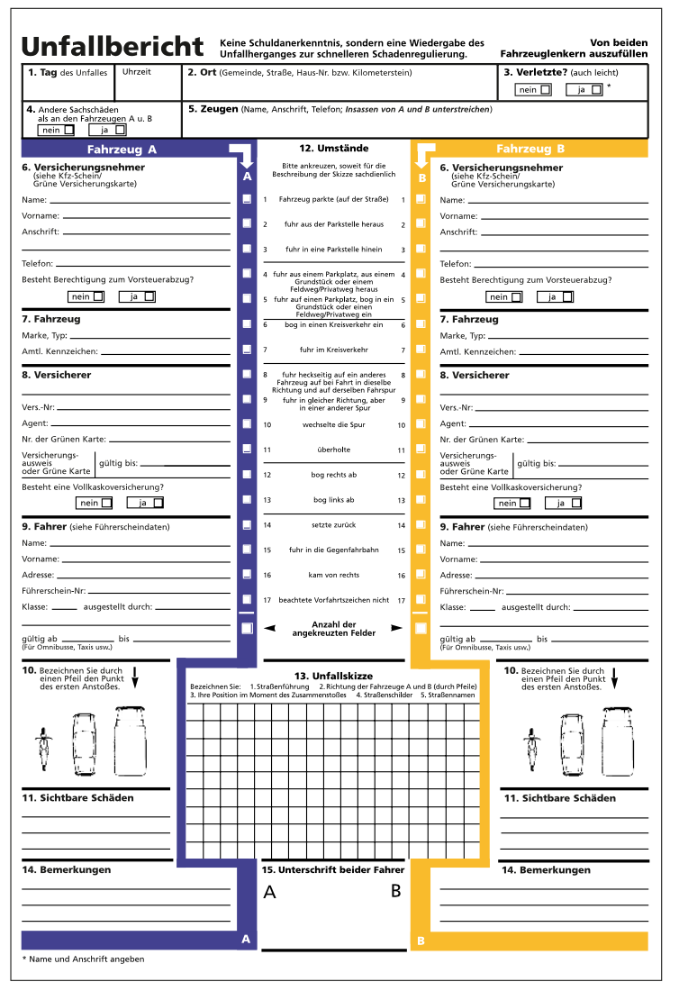 Unfallbericht
Keine Schuldanerkenntnis, sondern eine Wiedergabe des
Unfallherganges zur schnelleren Schadenregulierung.
Von beiden
Fahrzeuglenkern auszufüllen
1. Tag des Unfalles
Uhrzeit
2. Ort (Gemeinde, Straße, Haus-Nr. bzw. Kilometerstein)
3. Verletzte? (auch leicht)
nein ja *
4. Andere Sachschäden
als an den Fahrzeugen A u. B
nein ja
5. Zeugen (Name, Anschrift, Telefon; Insassen von A und B unterstreichen)
Fahrzeug A
6. Versicherungsnehmer
(siehe Kfz-Schein/
Grüne Versicherungskarte)
Name:
Vorname:
Anschrift:
Telefon:
Besteht Berechtigung zum Vorsteuerabzug?
nein ja
7. Fahrzeug
Marke, Typ:
Amtl. Kennzeichen:
8. Versicherer
Vers.-Nr:
Agent:
Nr. der Grünen Karte:
Versicherungs-
ausweis
oder Grüne Karte
gültig bis:
Besteht eine Vollkaskoversicherung?
nein ja
9. Fahrer (siehe Führerscheindaten)
Name:
Vorname:
Adresse:
Führerschein-Nr:
Klasse: ausgestellt durch:
gültig ab bis
(Für Omnibusse, Taxis usw.)
10. Bezeichnen Sie durch
einen Pfeil den Punkt
des ersten Anstoßes.
11. Sichtbare Schäden
14. Bemerkungen
A
12. Umstände
Bitte ankreuzen, soweit für die
Beschreibung der Skizze sachdienlich
1 Fahrzeug parkte (auf der Straße) 1
2 fuhr aus der Parkstelle heraus 2
3 fuhr in eine Parkstelle hinein 3
4 fuhr aus einem Parkplatz, aus einem 4
Grundstück oder einem
Feldweg/Privatweg heraus
5 fuhr auf einen Parkplatz, bog in ein 5
Grundstück oder einen
Feldweg/Privatweg ein
6 bog in einen Kreisverkehr ein 6
7 fuhr im Kreisverkehr 7
8 fuhr heckseitig auf ein anderes 8
Fahrzeug auf bei Fahrt in dieselbe
Richtung und auf derselben Fahrspur
9 fuhr in gleicher Richtung, aber 9
in einer anderer Spur
10 wechselte die Spur 10
11 überholte 11
12 bog rechts ab 12
13 bog links ab 13
14 setzte zurück 14
15 fuhr in die Gegenfahrbahn 15
16 kam von rechts 16
17 beachtete Vorfahrtszeichen nicht 17
Anzahl der
angekreuzten Felder
13. Unfallskizze
Bezeichnen Sie: 1. Straßenführung 2. Richtung der Fahrzeuge A und B (durch Pfeile)
3. Ihre Position im Moment des Zusammenstoßes 4. Straßenschilder 5. Straßennamen
15. Unterschrift beider Fahrer
A B
Fahrzeug B
B
6. Versicherungsnehmer
(siehe Kfz-Schein/
Grüne Versicherungskarte)
Name:
Vorname:
Anschrift:
Telefon:
Besteht Berechtigung zum Vorsteuerabzug?
nein ja
7. Fahrzeug
Marke, Typ:
Amtl. Kennzeichen:
8. Versicherer
Vers.-Nr:
Agent:
Nr. der Grünen Karte:
Versicherungs-
ausweis
oder Grüne Karte
gültig bis:
Besteht eine Vollkaskoversicherung?
nein ja
9. Fahrer (siehe Führerscheindaten)
Name:
Vorname:
Adresse:
Führerschein-Nr:
Klasse: ausgestellt durch:
gültig ab bis
(Für Omnibusse, Taxis usw.)
10. Bezeichnen Sie durch
einen Pfeil den Punkt
des ersten Anstoßes.
11. Sichtbare Schäden
14. Bemerkungen
A
B
* Name und Anschrift angeben